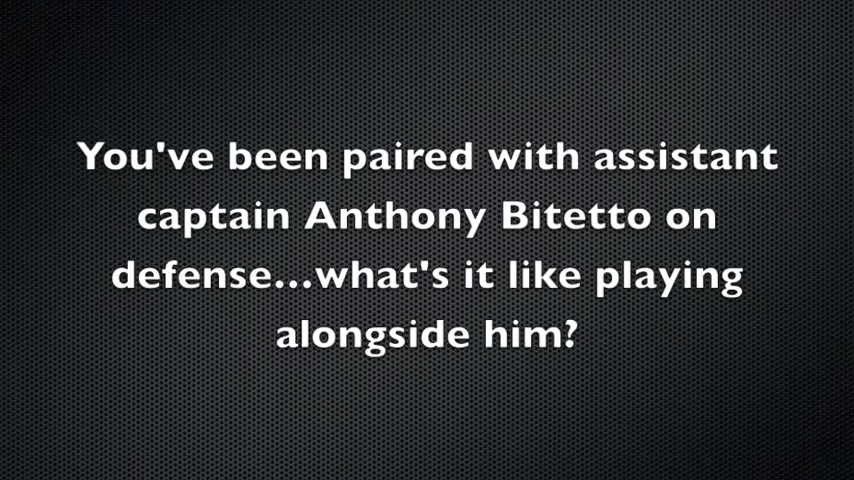 You've been paired with assistant
captain Anthony Bitetto on
defense...what's it like playing
alongside him?